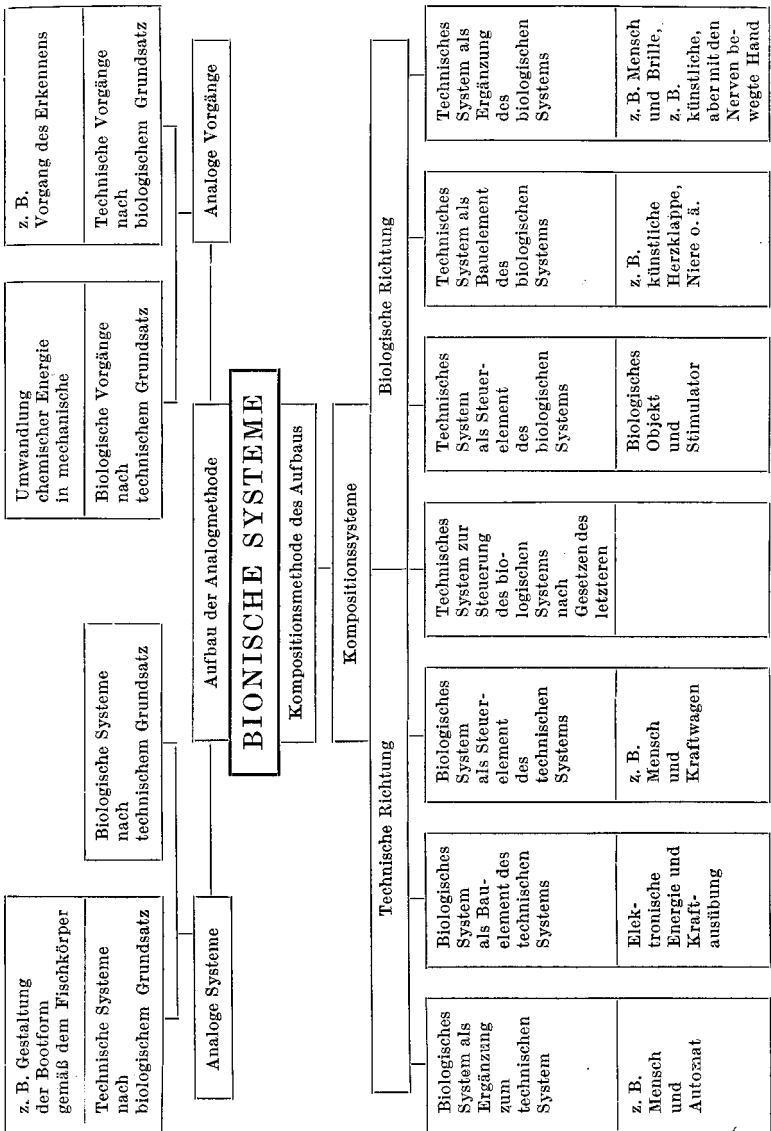 z. B. Gestaltung
der Bootform
gemäß dem Fischkörper
Technische Systeme
nach
biologischem Grundsatz
Biologische Systeme
nach
technischem Grundsatz
Umwandlung
chemischer Energie
in mechanische
Biologische Vorgänge
nach
technischem Grundsatz
z. B.
Vorgang des Erkennens
Technische Vorgänge
nach
biologischem Grundsatz
Analoge Systeme
Aufbau der Analogmethode
Analoge Vorgänge
BIONISCHE SYSTEME
Kompositionsmethode des Aufbaus
Kompositionssysteme
Technische Richtung
Biologische Richtung
Biologisches
System als
Ergänzung
zum
technischen
System
z. B.
Mensch
und
Automat
Biologisches
System
als Bau-
element des
technischen
Systems
Elek-
tronische
Energie und
Kraft-
ausübung
Biologisches
System
als Steuer-
element
des
technischen
Systems
z. B.
Mensch
und
Kraftwagen
Technisches
System zur
Steuerung
des bio-
logischen
Systems
nach
Gesetzen des
letzteren
Technisches
System
als Steuer-
element
des
biologischen
Systems
Biologisches
Objekt
und
Stimulator
Technisches
System als
Bauelement
des
biologischen
Systems
z. B.
künstliche
Herzklappe,
Niere o. ä.
Technisches
System als
Ergänzung
des
biologischen
Systems
z. B. Mensch
und Brille,
z. B.
künstliche,
aber mit den
Nerven be-
wegte Hand